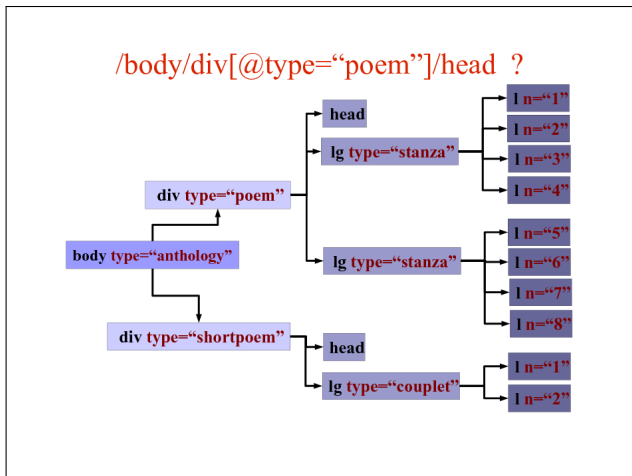 /body/div[@type=“poem”]/head ?
l n=“1”
head
l n=“2”
lg type=“stanza”
l n=“3”
l n=“4”
div type=“poem”
l n=“5”
body type=“anthology”
lg type=“stanza”
l n=“6”
l n=“7”
l n=“8”
div type=“shortpoem”
head
l n=“1”
lg type=“couplet”
l n=“2”